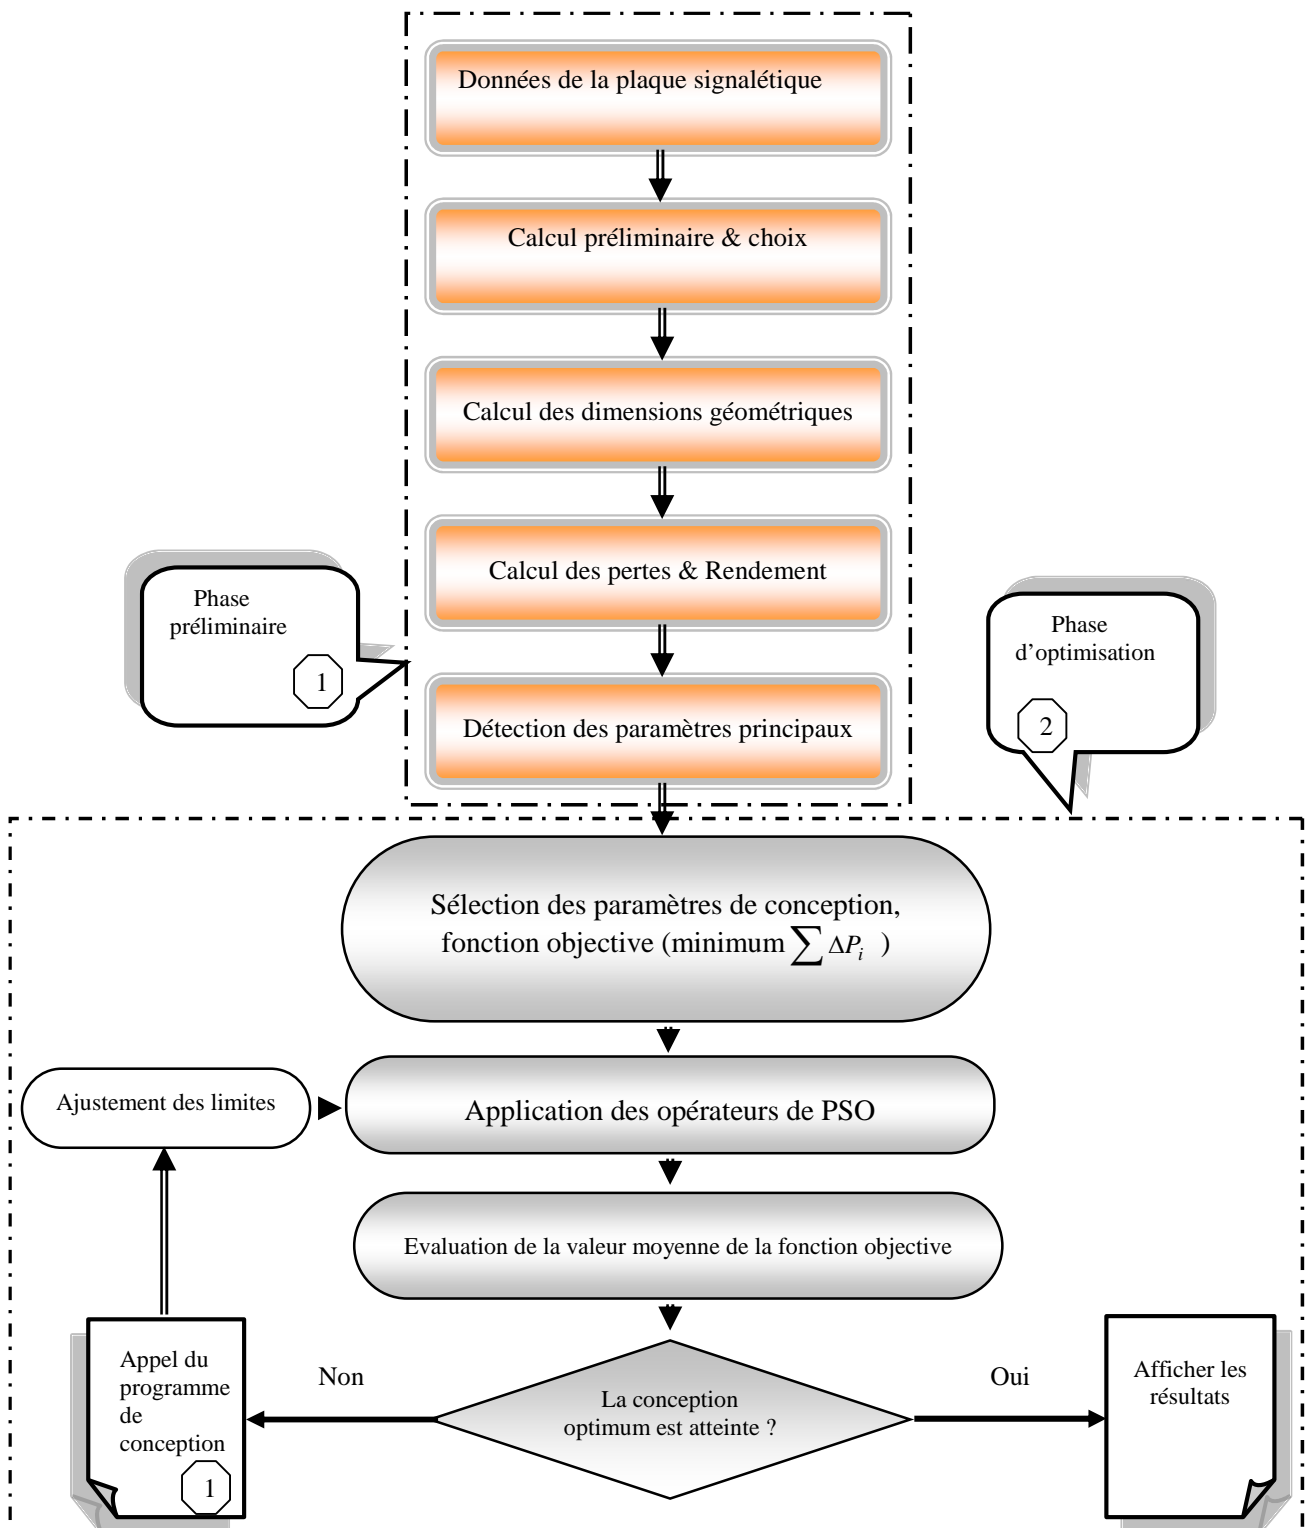 Données de la plaque signalétique
Calcul préliminaire & choix
Calcul des dimensions géométriques
Calcul des pertes & Rendement
Phase
préliminaire
1
Phase
d’optimisation
2
Détection des paramètres principaux
Sélection des paramètres de conception,
fonction objective (minimum ∑ ΔPᵢ )
Ajustement des limites
Application des opérateurs de PSO
Evaluation de la valeur moyenne de la fonction objective
Appel du
programme
de
conception
1
Non
La conception
optimum est atteinte ?
Oui
Afficher les
résultats